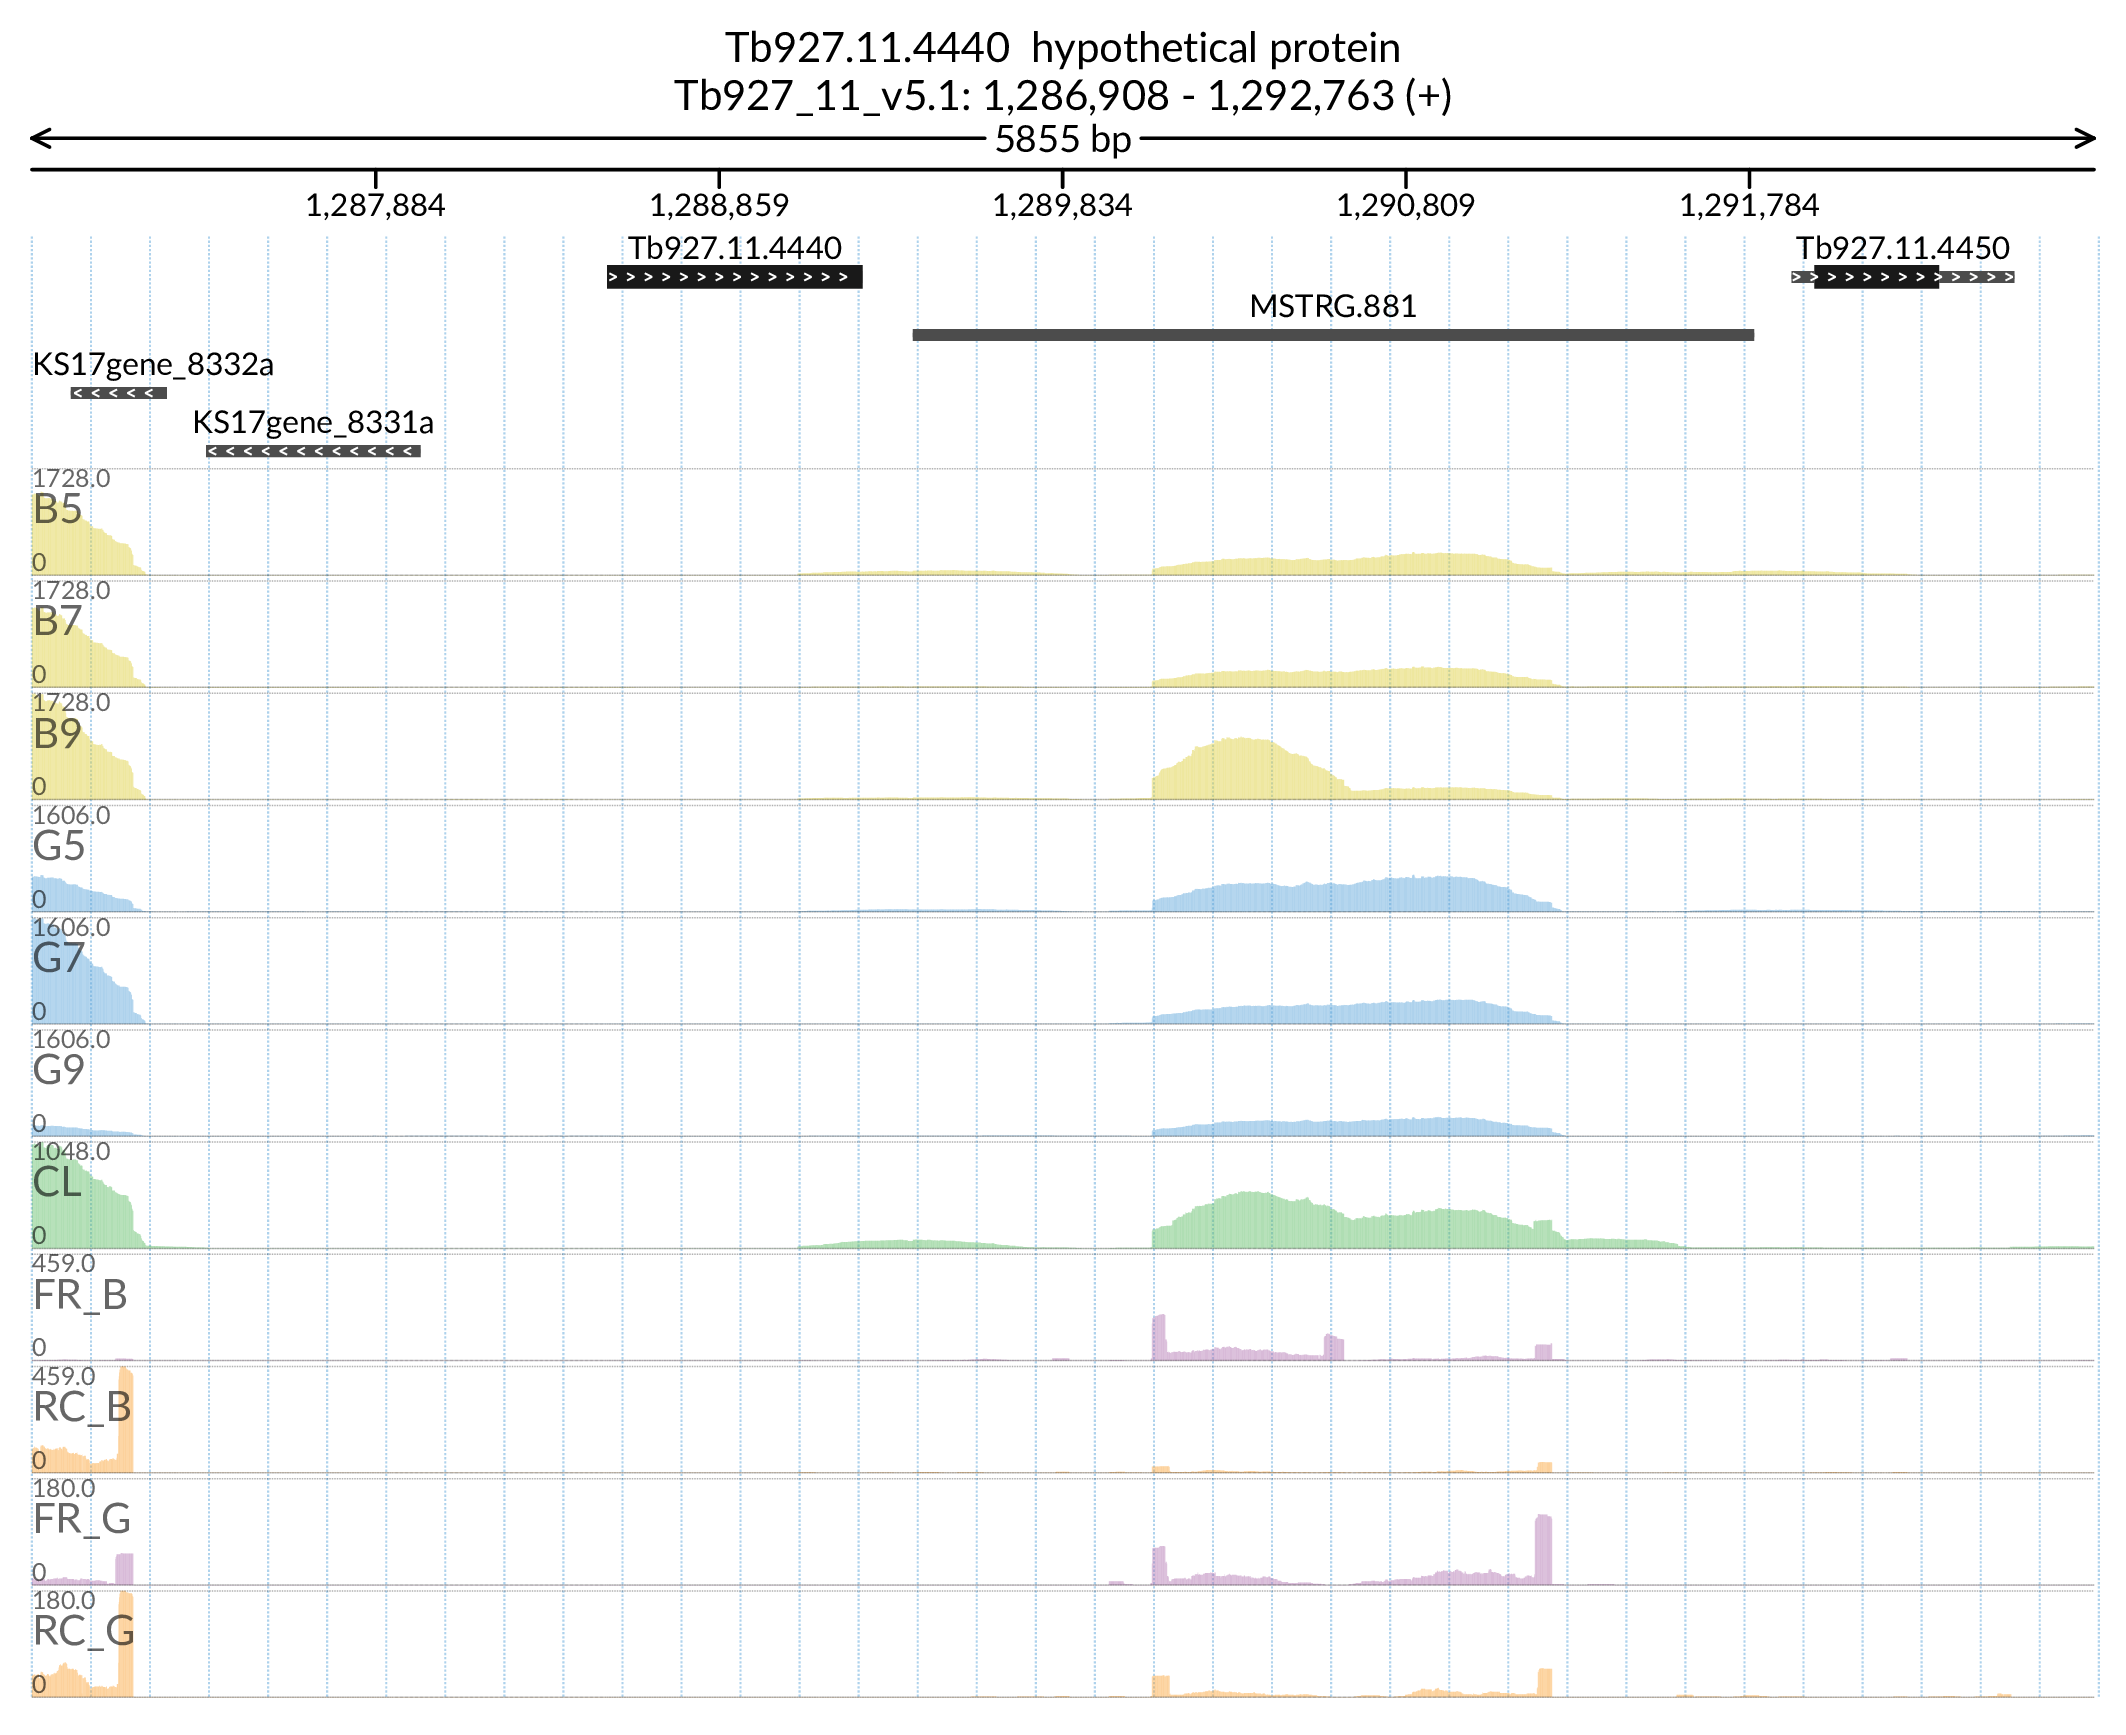 Tb927.11.4440  hypothetical protein
Tb927_11_v5.1: 1,286,908 - 1,292,763 (+)
5855 bp
1,287,884 1,288,859 1,289,834 1,290,809 1,291,784
Tb927.11.4440 Tb927.11.4450
MSTRG.881
KS17gene_8332a
KS17gene_8331a
1728.0
B5
0
1728.0
B7
0
1728.0
B9
0
1606.0
G5
0
1606.0
G7
0
1606.0
G9
0
1048.0
CL
0
459.0
FR_B
0
459.0
RC_B
0
180.0
FR_G
0
180.0
RC_G
0